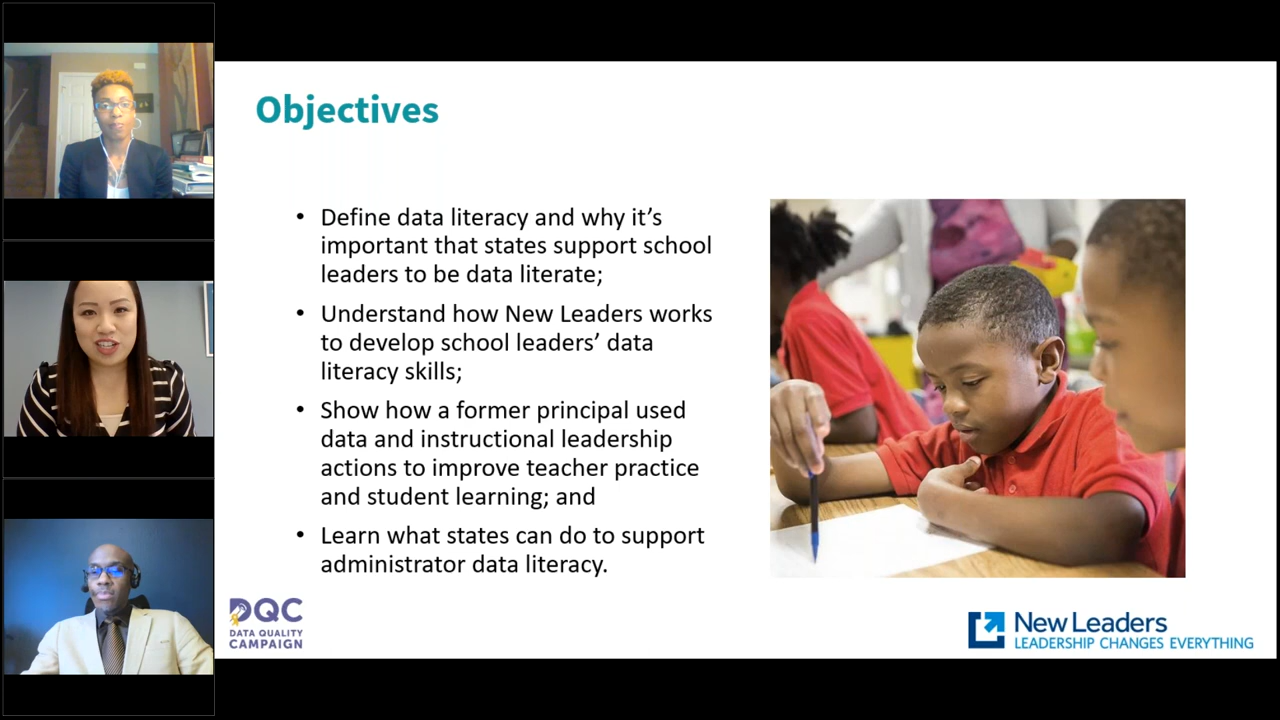 Objectives
• Define data literacy and why it’s
important that states support school
leaders to be data literate;
• Understand how New Leaders works
to develop school leaders’ data
literacy skills;
• Show how a former principal used
data and instructional leadership
actions to improve teacher practice
and student learning; and
• Learn what states can do to support
administrator data literacy.
DQC
DATA QUALITY
CAMPAIGN
New Leaders
LEADERSHIP CHANGES EVERYTHING